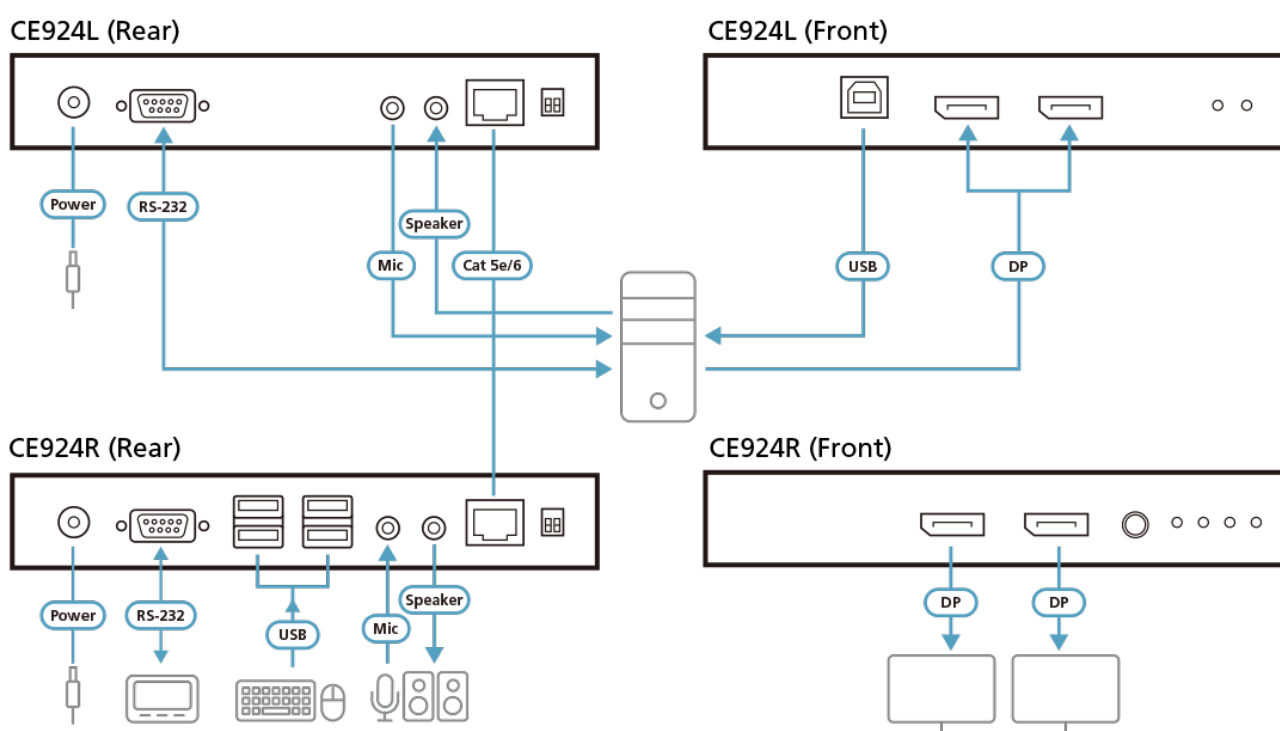 CE924L (Rear)
CE924L (Front)
Power
RS-232
Speaker
Mic
Cat 5e/6
USB
DP
CE924R (Rear)
CE924R (Front)
Power
RS-232
USB
Mic
Speaker
DP
DP